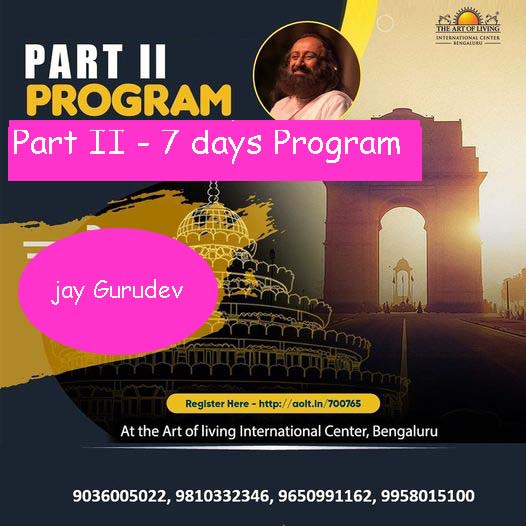 THE ART OF LIVING
INTERNATIONAL CENTER
BENGALURU
PART II
PROGRAM
Part II - 7 days Program
jay Gurudev
Register Here - http://aolt.in/700765
At the Art of living International Center, Bengaluru
9036005022, 9810332346, 9650991162, 9958015100